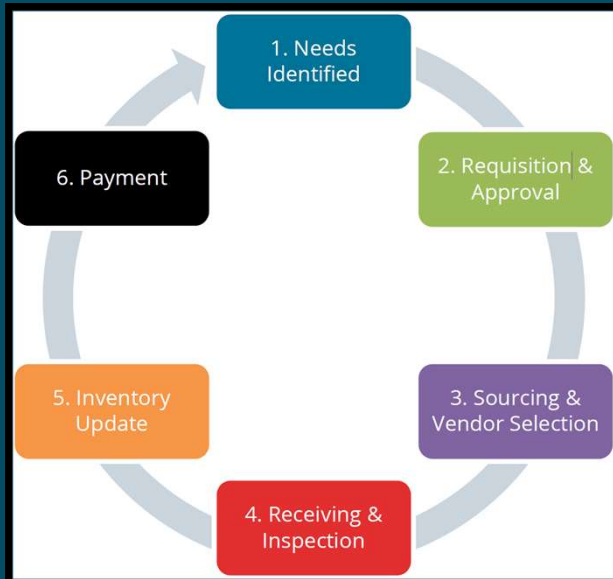 1. Needs
Identified
2. Requisition &
Approval
3. Sourcing &
Vendor Selection
4. Receiving &
Inspection
5. Inventory
Update
6. Payment